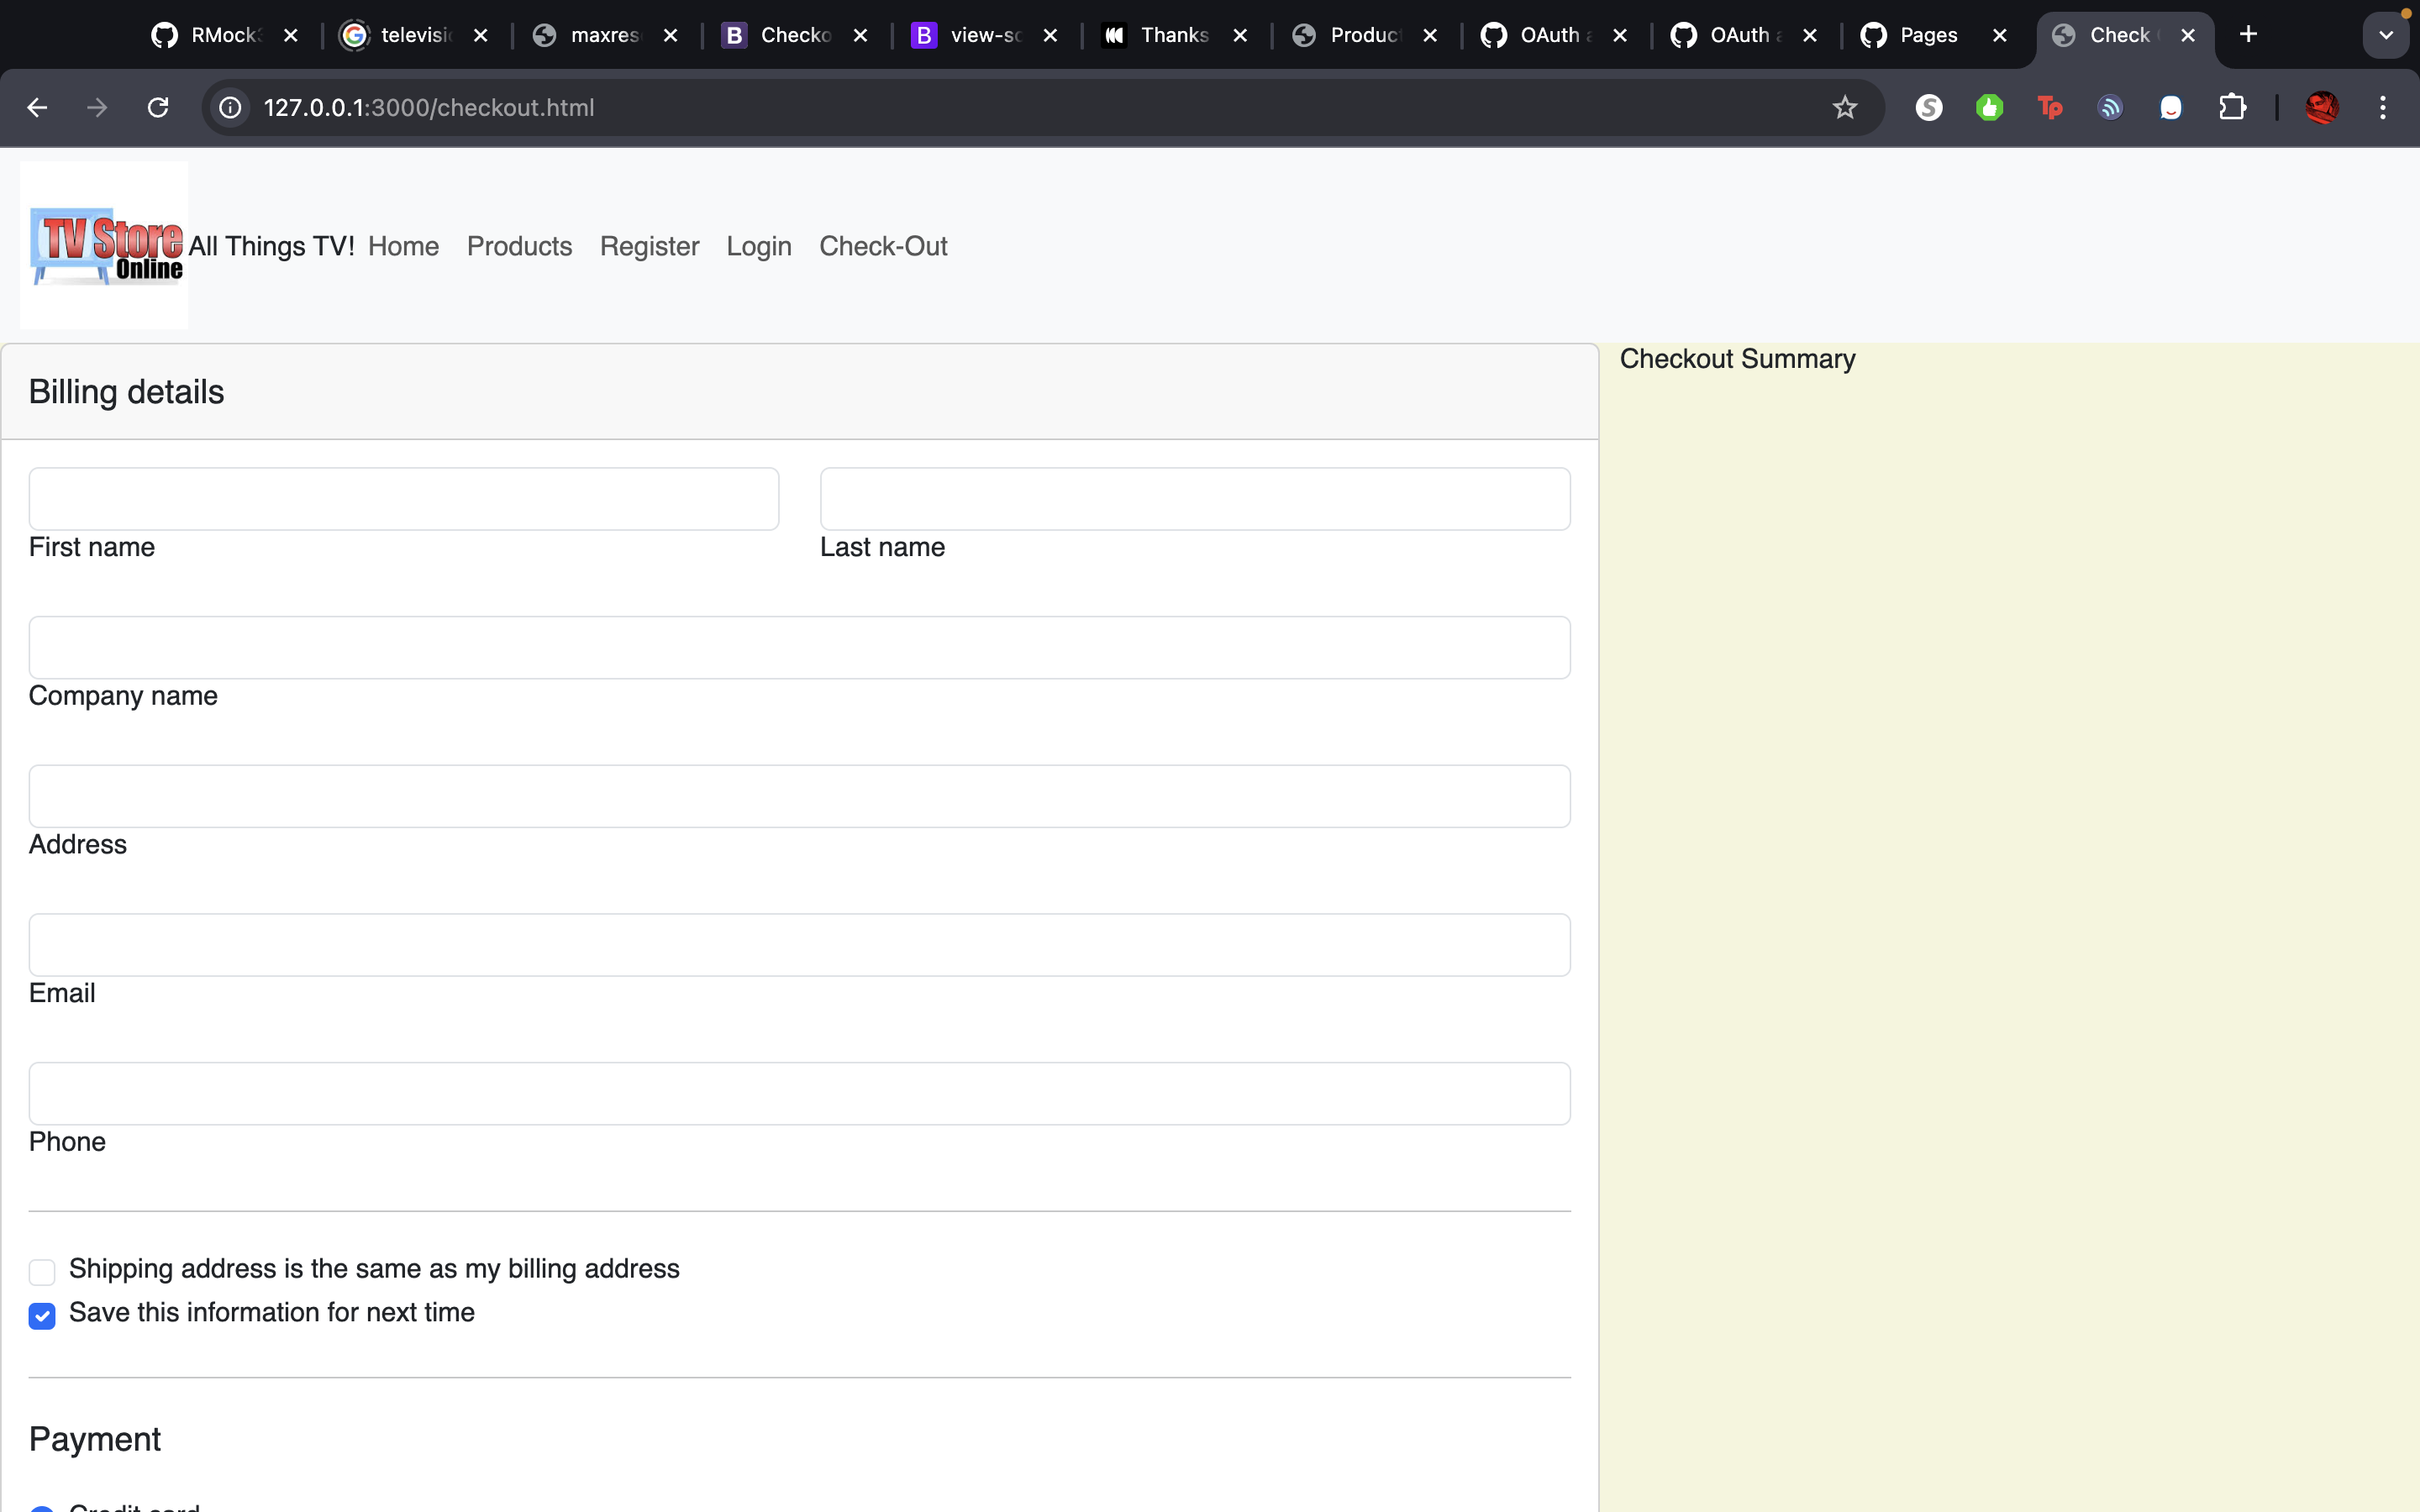 RMock
televisi
maxres
Checko
view-so
Thanks
Produc
OAuth a
OAuth a
Pages
Check
127.0.0.1:3000/checkout.html
TV Store
Online
All Things TV! Home Products Register Login Check-Out
Billing details
Checkout Summary
First name Last name
Company name
Address
Email
Phone
Shipping address is the same as my billing address
Save this information for next time
Payment
Credit card